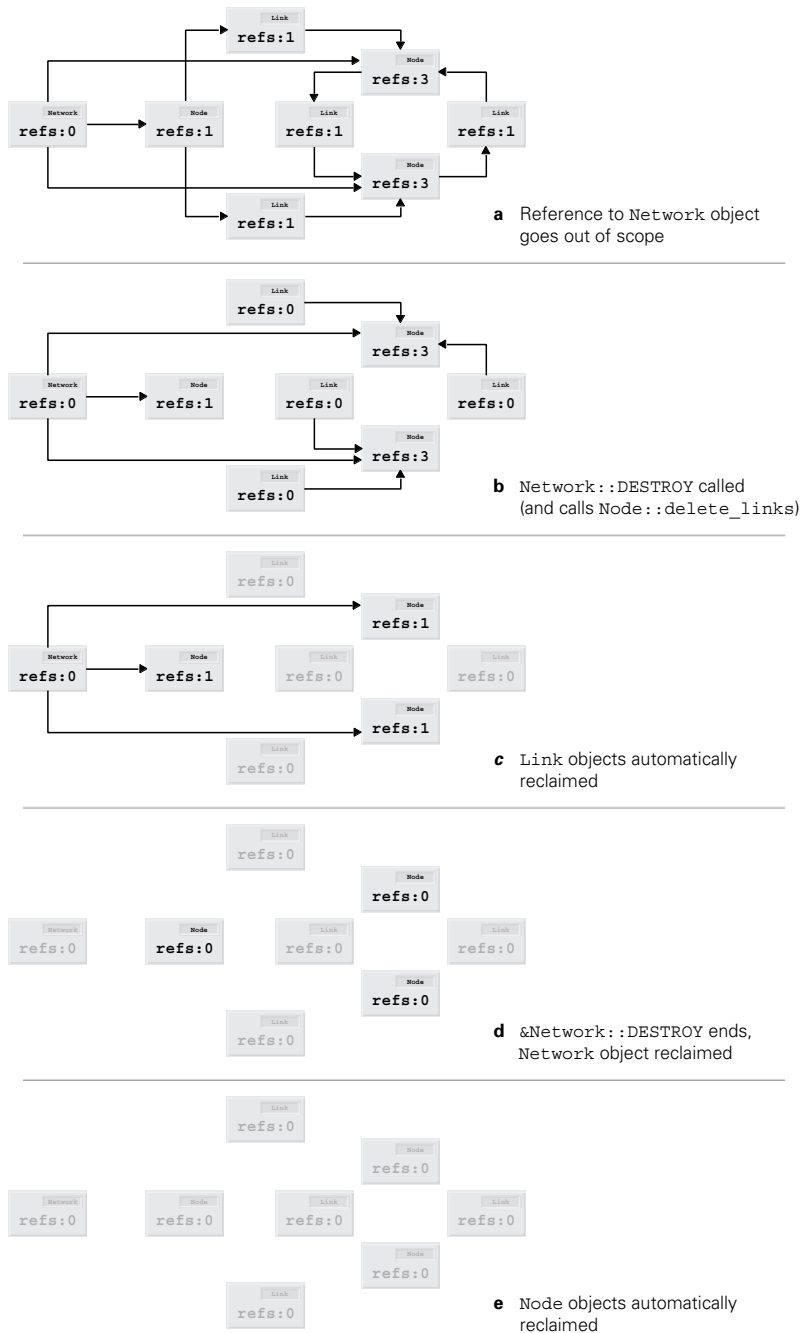 Link
refs:1
Node
refs:3
Network
refs:0
Node
refs:1
Link
refs:1
Link
refs:1
Node
refs:3
Link
refs:1
a Reference to Network object
goes out of scope
Link
refs:0
Node
refs:3
Network
refs:0
Node
refs:1
Link
refs:0
Link
refs:0
Node
refs:3
Link
refs:0
b Network::DESTROY called
(and calls Node::delete_links)
Link
refs:0
Node
refs:1
Network
refs:0
Node
refs:1
Link
refs:0
Link
refs:0
Node
refs:1
Link
refs:0
c Link objects automatically
reclaimed
Link
refs:0
Node
refs:0
Network
refs:0
Node
refs:0
Link
refs:0
Link
refs:0
Node
refs:0
Link
refs:0
d &Network::DESTROY ends,
Network object reclaimed
Link
refs:0
Node
refs:0
Network
refs:0
Node
refs:0
Link
refs:0
Link
refs:0
Node
refs:0
Link
refs:0
e Node objects automatically
reclaimed